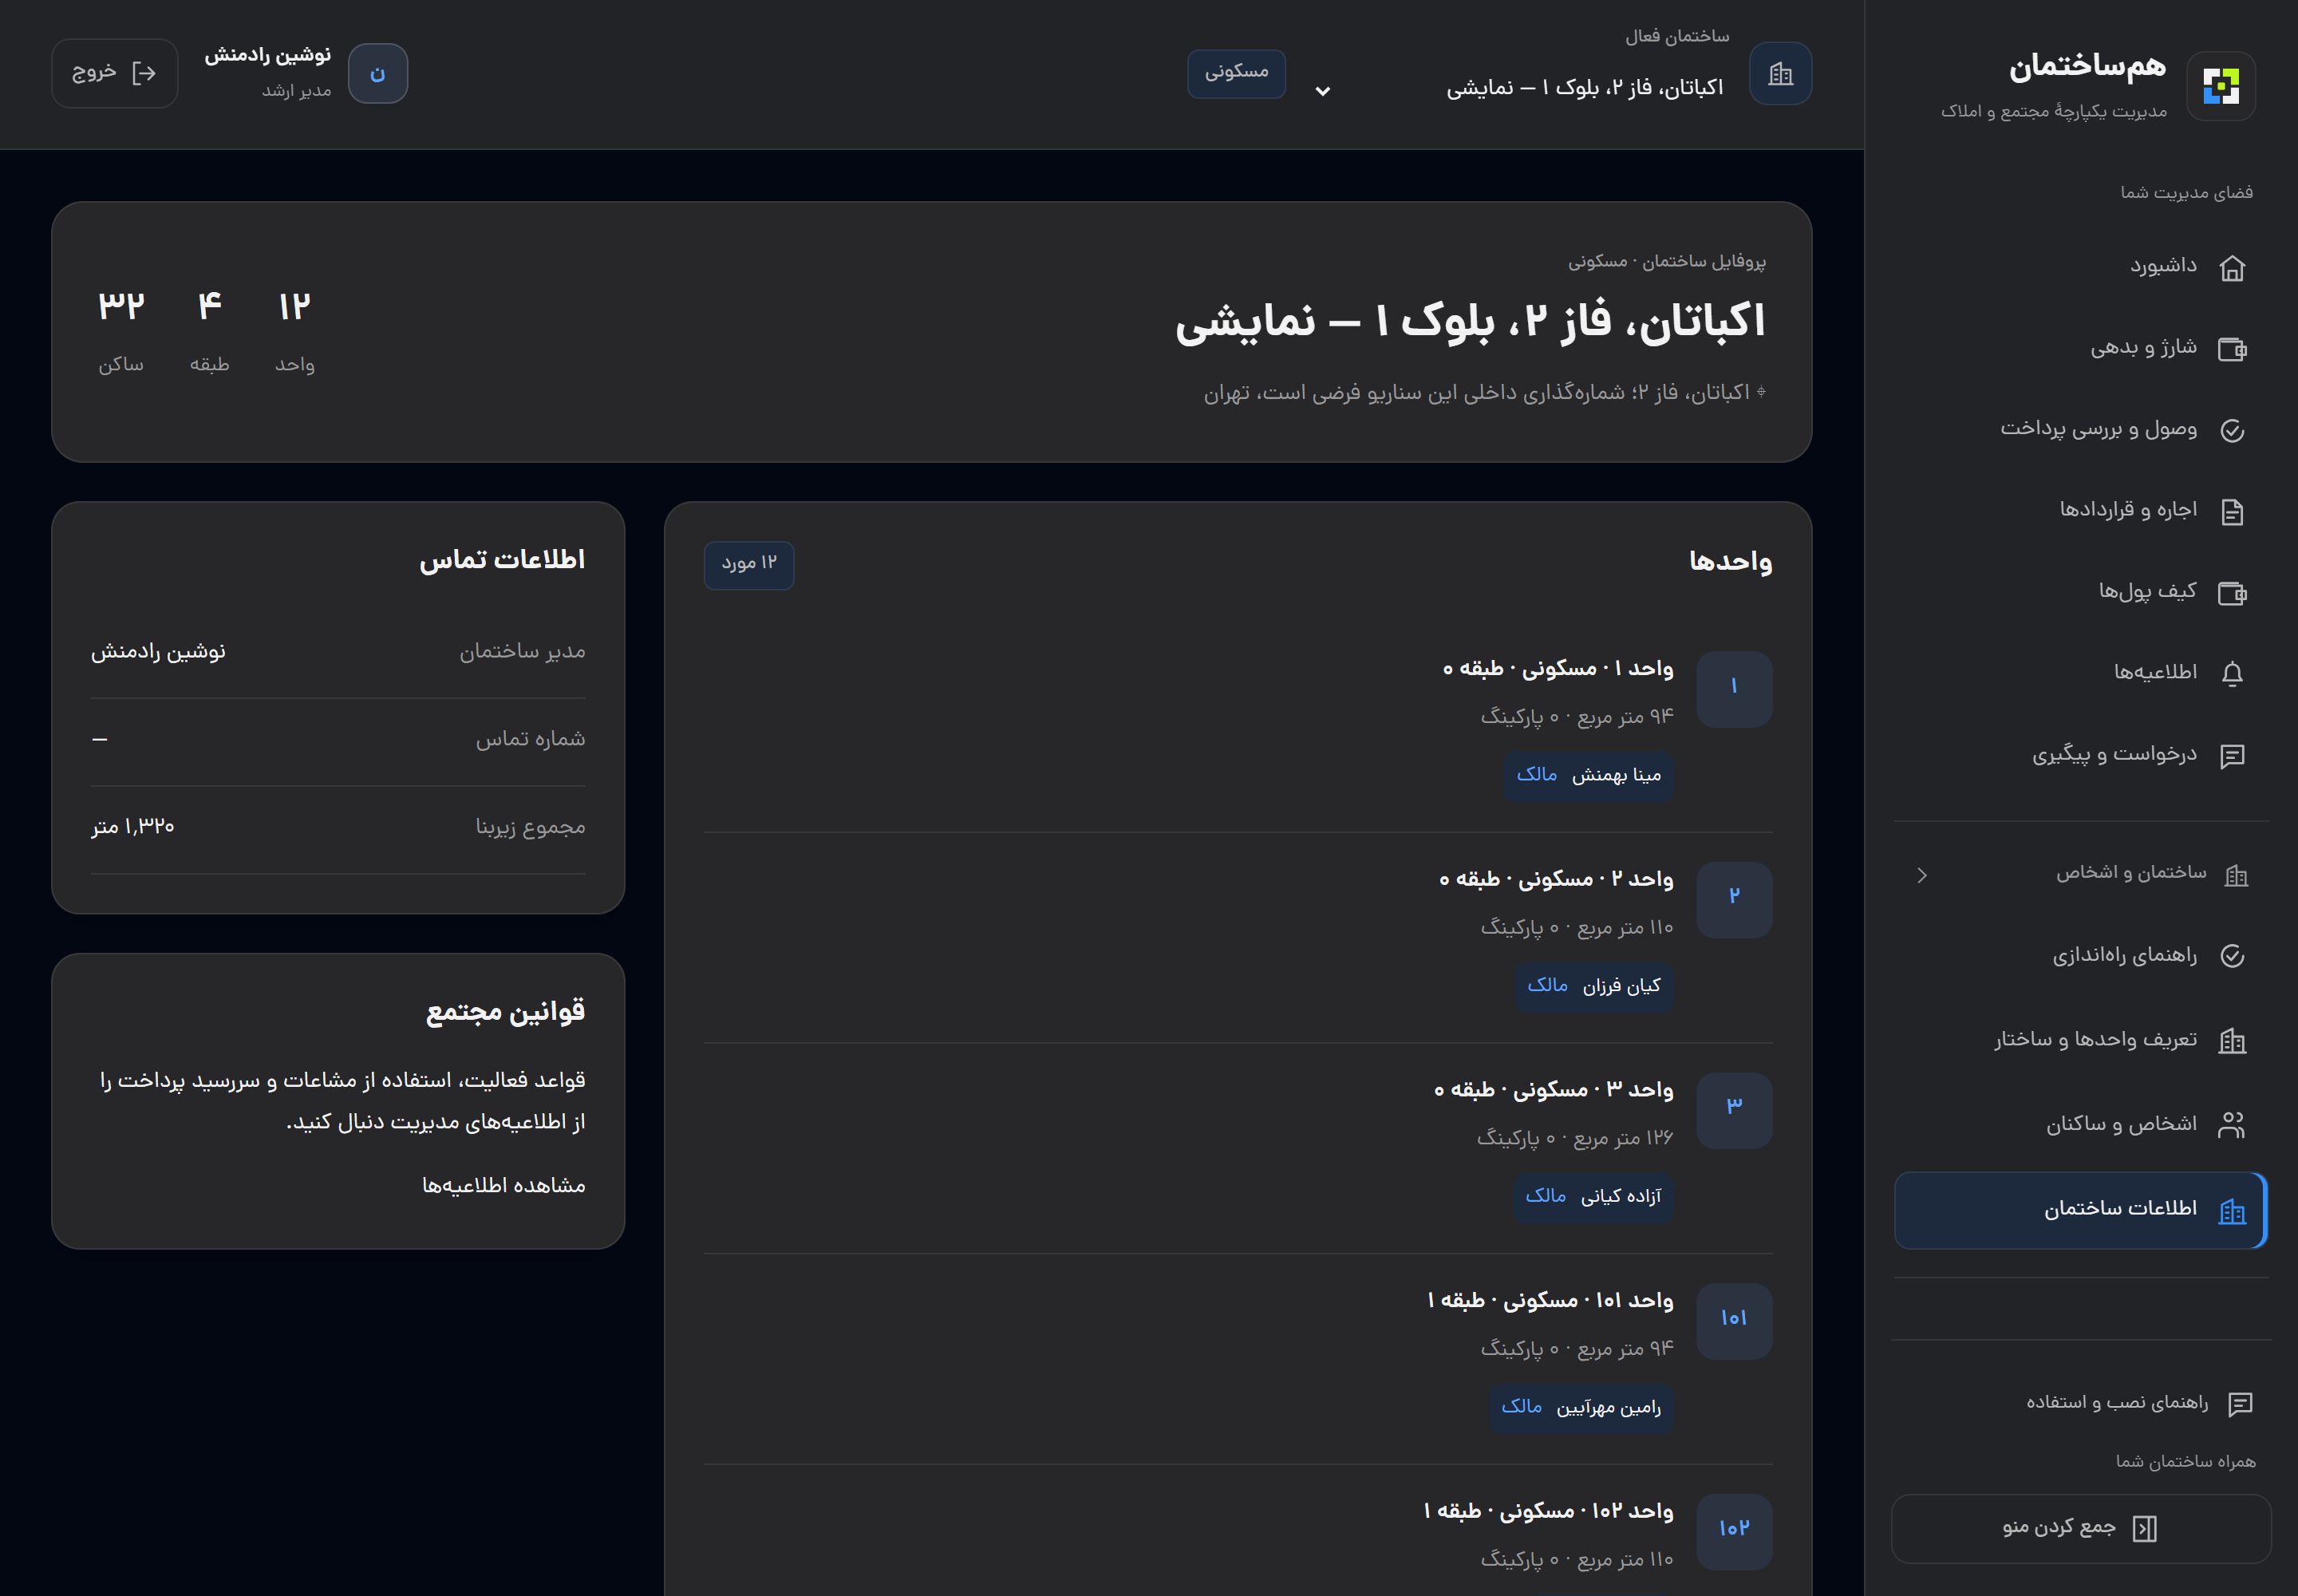 هم‌ساختمان
مدیریت یکپارچهٔ مجتمع و املاک
فضای مدیریت شما
داشبورد
شارژ و بدهی
وصول و بررسی پرداخت
اجاره و قراردادها
کیف پول‌ها
اطلاعیه‌ها
درخواست و پیگیری
ساختمان و اشخاص
راهنمای راه‌اندازی
تعریف واحدها و ساختار
اشخاص و ساکنان
اطلاعات ساختمان
راهنمای نصب و استفاده
همراه ساختمان شما
جمع کردن منو
ساختمان فعال
اکباتان، فاز ۲، بلوک ۱ – نمایشی
مسکونی
ن
نوشین رادمنش
مدیر ارشد
خروج
پروفایل ساختمان · مسکونی
اکباتان، فاز ۲، بلوک ۱ – نمایشی
⌖ اکباتان، فاز ۲؛ شماره‌گذاری داخلی این سناریو فرضی است، تهران
۱۲ ۴ ۳۲
واحد طبقه ساکن
واحدها
۱۲ مورد
۱
واحد ۱ · مسکونی · طبقه ۰
۹۴ متر مربع · ۰ پارکینگ
مینا بهمنش مالک
۲
واحد ۲ · مسکونی · طبقه ۰
۱۱۰ متر مربع · ۰ پارکینگ
کیان فرزان مالک
۳
واحد ۳ · مسکونی · طبقه ۰
۱۲۶ متر مربع · ۰ پارکینگ
آزاده کیانی مالک
۱۰۱
واحد ۱۰۱ · مسکونی · طبقه ۱
۹۴ متر مربع · ۰ پارکینگ
رامین مهرآیین مالک
۱۰۲
واحد ۱۰۲ · مسکونی · طبقه ۱
۱۱۰ متر مربع · ۰ پارکینگ
اطلاعات تماس
مدیر ساختمان نوشین رادمنش
شماره تماس –
مجموع زیربنا ۱,۳۲۰ متر
قوانین مجتمع
قواعد فعالیت، استفاده از مشاعات و سررسید پرداخت را
از اطلاعیه‌های مدیریت دنبال کنید.
مشاهده اطلاعیه‌ها